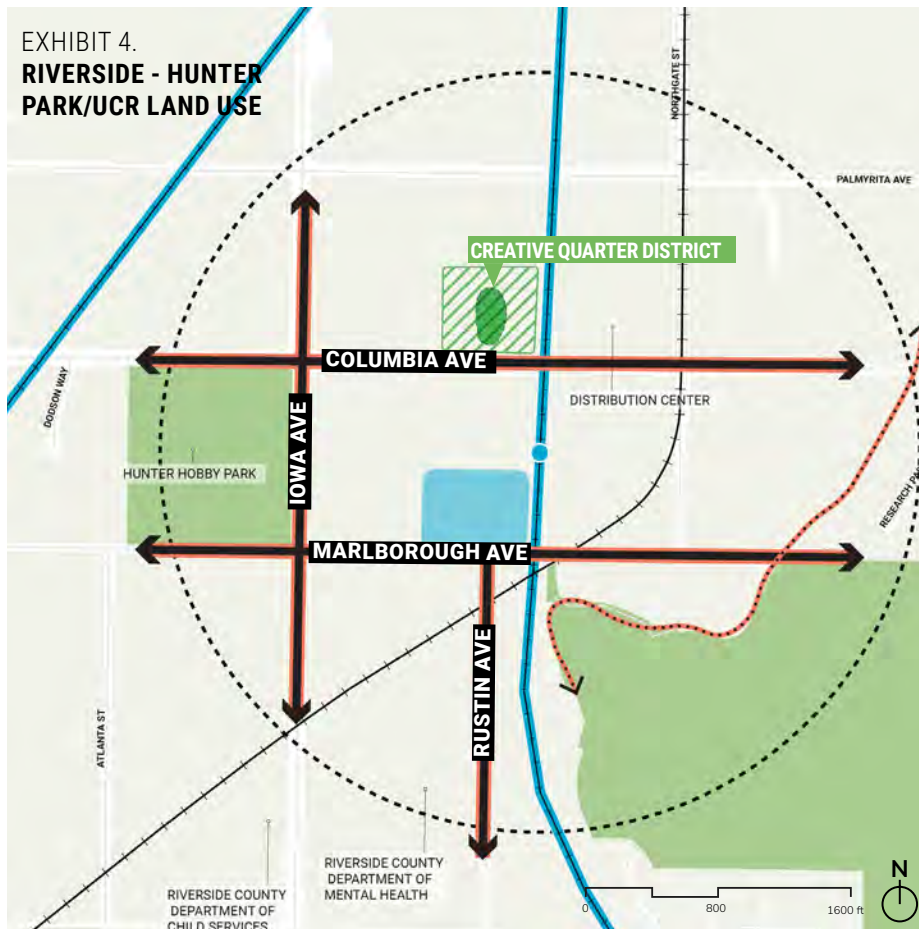 EXHIBIT 4.
RIVERSIDE - HUNTER
PARK/UCR LAND USE
NORTHGATE ST
PALMYRITA AVE
CREATIVE QUARTER DISTRICT
COLUMBIA AVE
DODSON WAY
DISTRIBUTION CENTER
IOWA AVE
HUNTER HOBBY PARK
MARLBOROUGH AVE
RUSTIN AVE
ATLANTA ST
RIVERSIDE COUNTY
DEPARTMENT OF
MENTAL HEALTH
RIVERSIDE COUNTY
DEPARTMENT OF
CHILD SERVICES
RESEARCH
N
0
800
1600 ft